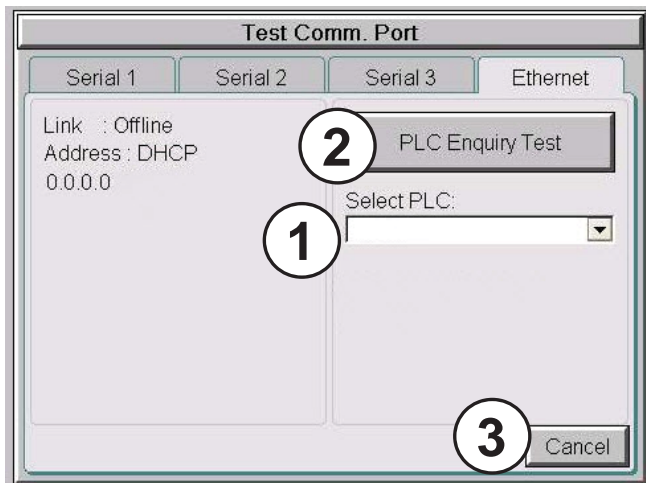 Test Comm. Port
Serial 1 Serial 2 Serial 3 Ethernet
Link : Offline
Address : DHCP
0.0.0.0
2 PLC Enquiry Test
Select PLC:
1
3 Cancel